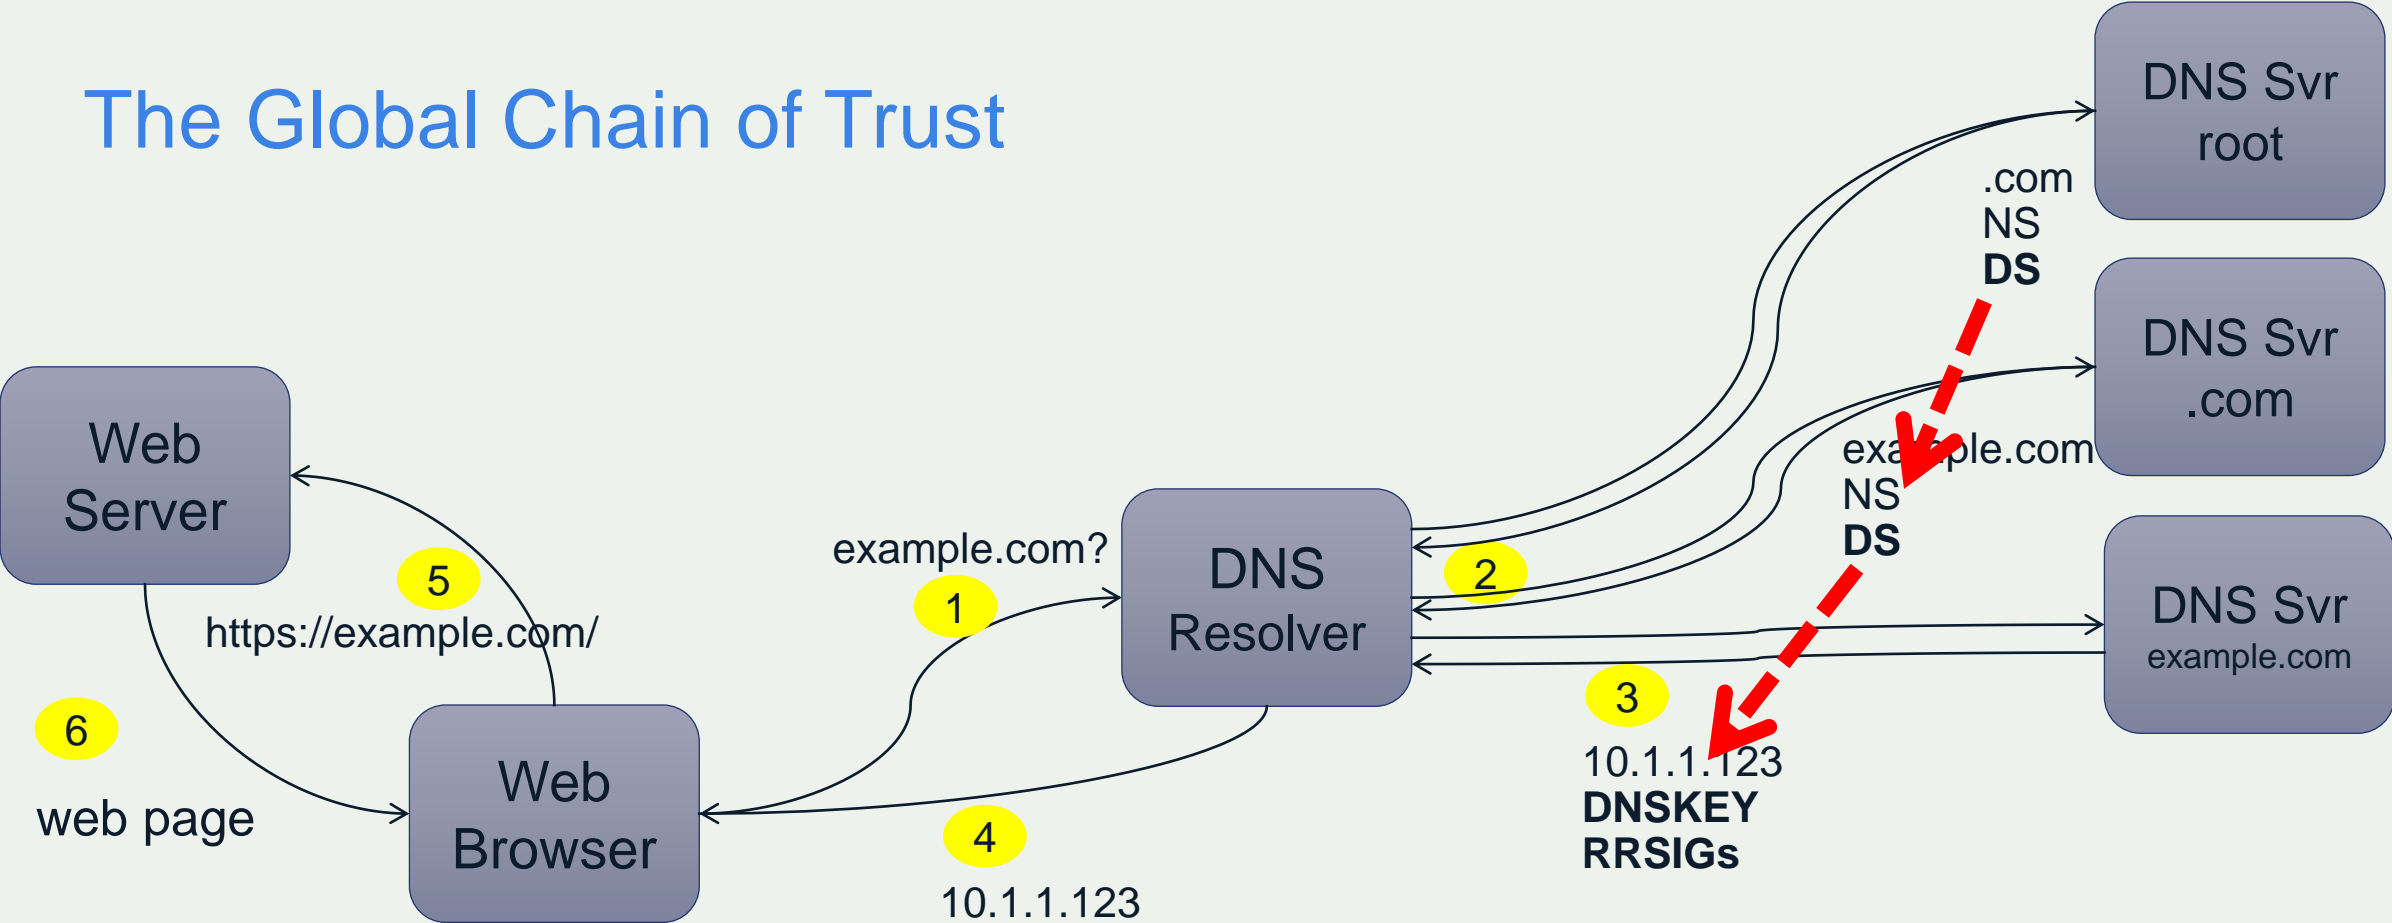 The Global Chain of Trust
DNS Svr
root
.com
NS
DS
DNS Svr
.com
example.com
NS
DS
DNS Svr
example.com
Web
Server
5
https://example.com/
6
web page
Web
Browser
example.com?
1
DNS
Resolver
2
3
10.1.1.123
DNSKEY
RRSIGs
4
10.1.1.123